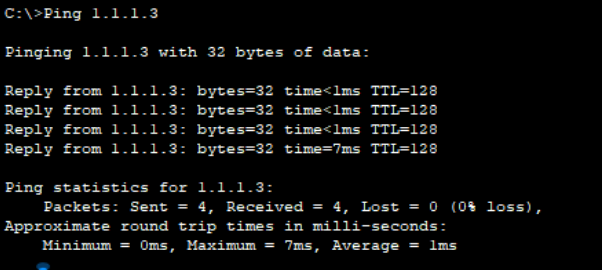 C:\>Ping 1.1.1.3
Pinging 1.1.1.3 with 32 bytes of data:
Reply from 1.1.1.3: bytes=32 time<1ms TTL=128
Reply from 1.1.1.3: bytes=32 time<1ms TTL=128
Reply from 1.1.1.3: bytes=32 time<1ms TTL=128
Reply from 1.1.1.3: bytes=32 time=7ms TTL=128
Ping statistics for 1.1.1.3:
Packets: Sent = 4, Received = 4, Lost = 0 (0% loss),
Approximate round trip times in milli-seconds:
Minimum = 0ms, Maximum = 7ms, Average = 1ms